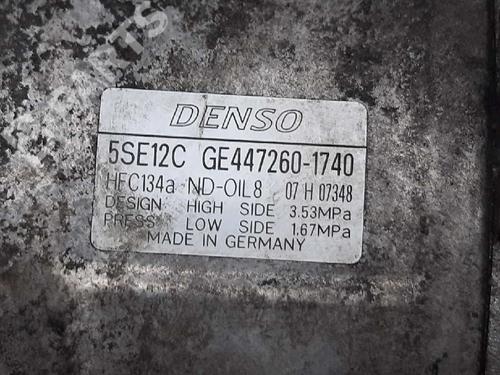 DENSO
5SE12C GE447260-1740
HFC134a ND-OIL8 07 H 07348
DESIGN HIGH SIDE 3.53MPa
PRESS LOW SIDE 1.67MPa
MADE IN GERMANY